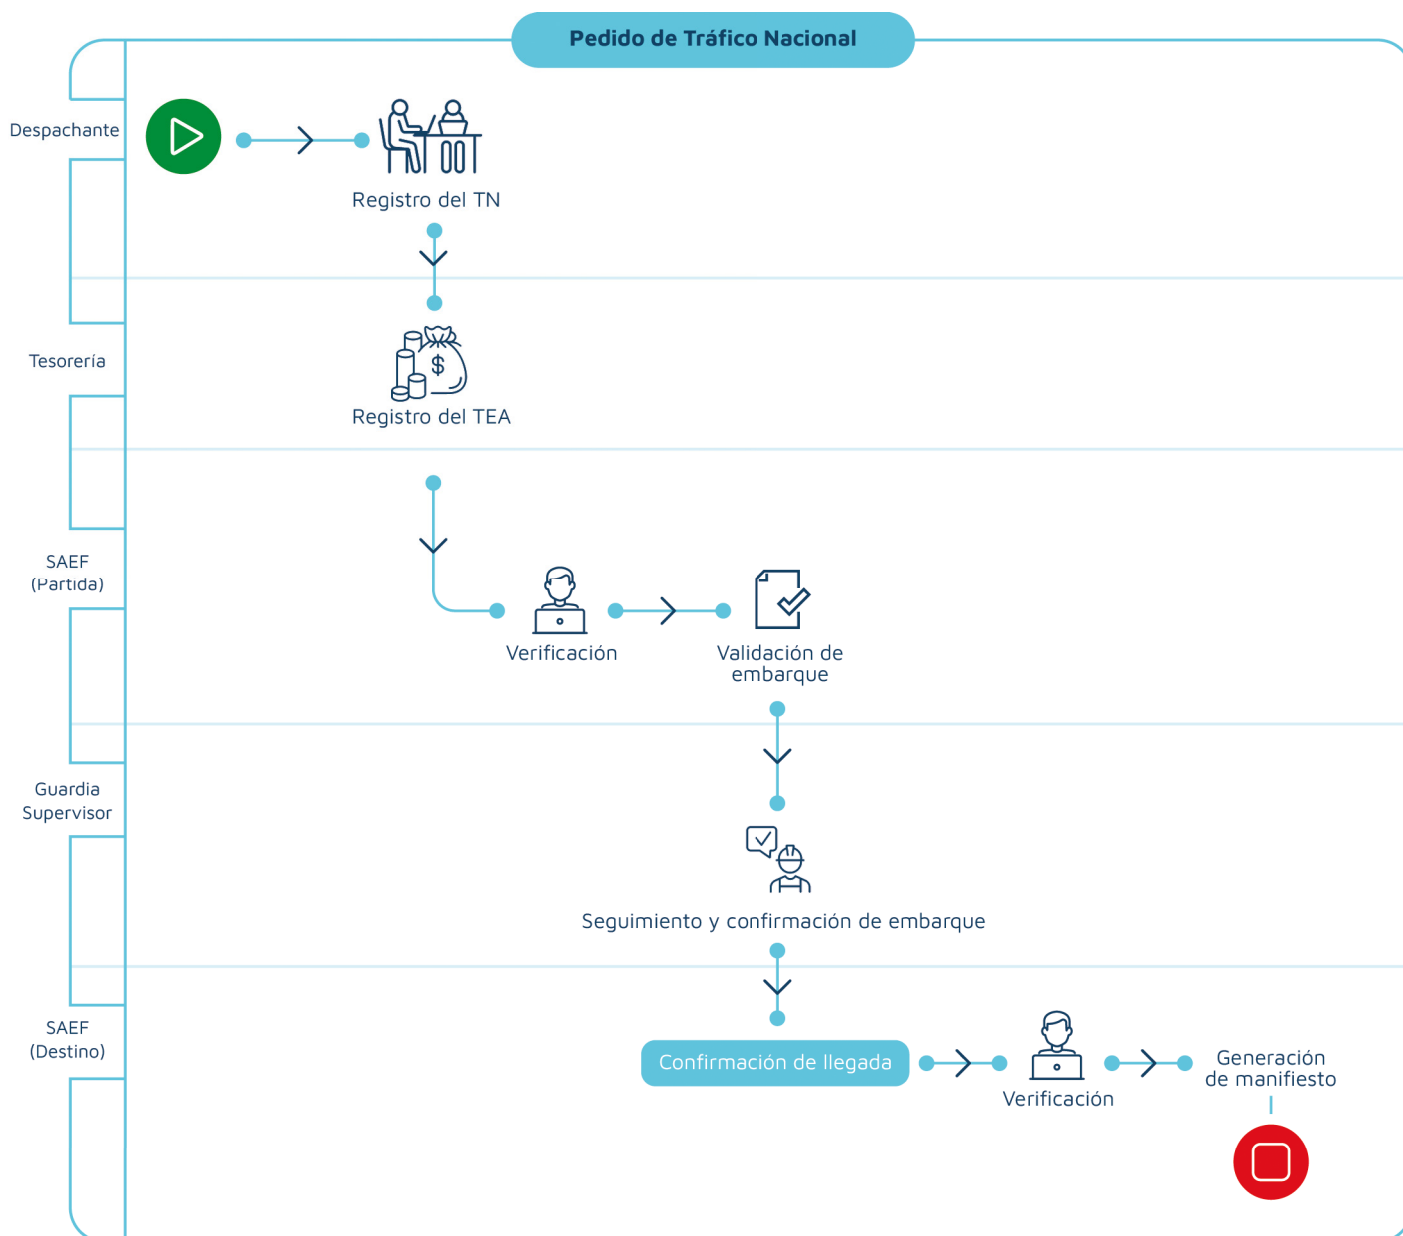 Pedido de Tráfico Nacional
Despachante
Registro del TN
Tesorería
$
Registro del TEA
SAEF
(Partida)
Verificación
Validación de
embarque
Guardia
Supervisor
Seguimiento y confirmación de embarque
SAEF
(Destino)
Confirmación de llegada
Verificación
Generación
de manifiesto